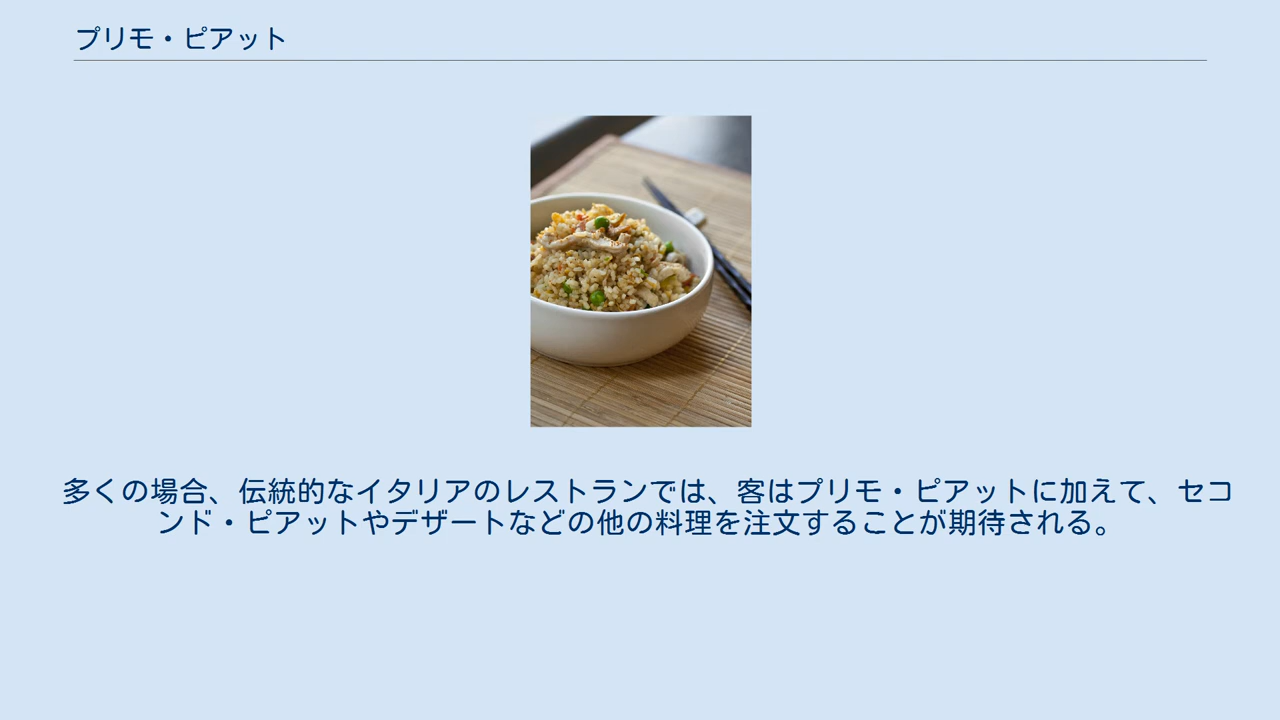 プリモ・ピアット
多くの場合、伝統的なイタリアのレストランでは、客はプリモ・ピアットに加えて、セコ
ンド・ピアットやデザートなどの他の料理を注文することが期待される。